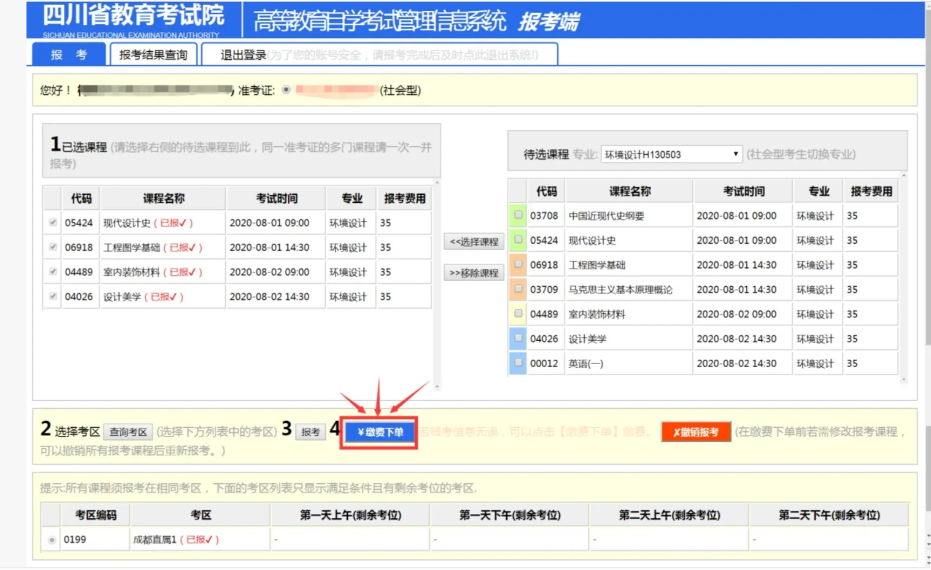 四川省教育考试院 高等教育自学考试管理信息系统 报考端
SICHUAN EDUCATIONAL EXAMINATION AUTHORITY
报 考 报考结果查询 退出登录(为了您的账号安全，请报考完成后及时点此退出系统!)
您好！ 准考证: (社会型)
1已选课程 (请选择右侧的待选课程到此，同一准考证的多门课程请一次一并
报考)
代码 课程名称 考试时间 专业 报考费用
05424 现代设计史 (已报✓) 2020-08-01 09:00 环境设计 35
06918 工程图学基础 (已报✓) 2020-08-01 14:30 环境设计 35
04489 室内装饰材料 (已报✓) 2020-08-02 09:00 环境设计 35
04026 设计美学 (已报✓) 2020-08-02 14:30 环境设计 35
<<选择课程
>>移除课程
待选课程 专业: 环境设计H130503 (社会型考生切换专业)
代码 课程名称 考试时间 专业 报考费用
03708 中国近现代史纲要 2020-08-01 09:00 环境设计 35
05424 现代设计史 2020-08-01 09:00 环境设计 35
06918 工程图学基础 2020-08-01 14:30 环境设计 35
03709 马克思主义基本原理概论 2020-08-01 14:30 环境设计 35
04489 室内装饰材料 2020-08-02 09:00 环境设计 35
04026 设计美学 2020-08-02 14:30 环境设计 35
00012 英语(一) 2020-08-02 14:30 环境设计 35
2 选择考区 查询考区 (选择下方列表中的考区) 3 报考 4 ¥缴费下单 信息无误，可以点击【缴费下单】缴费。 ✗撤销报考 (在缴费下单前若需修改报考课程，
可以撤销所有报考课程后重新报考。)
提示:所有课程须报考在相同考区，下面的考区列表只显示满足条件且有剩余考位的考区.
考区编码 考区 第一天上午(剩余考位) 第一天下午(剩余考位) 第二天上午(剩余考位) 第二天下午(剩余考位)
0199 成都直属1 (已报✓) - - - -